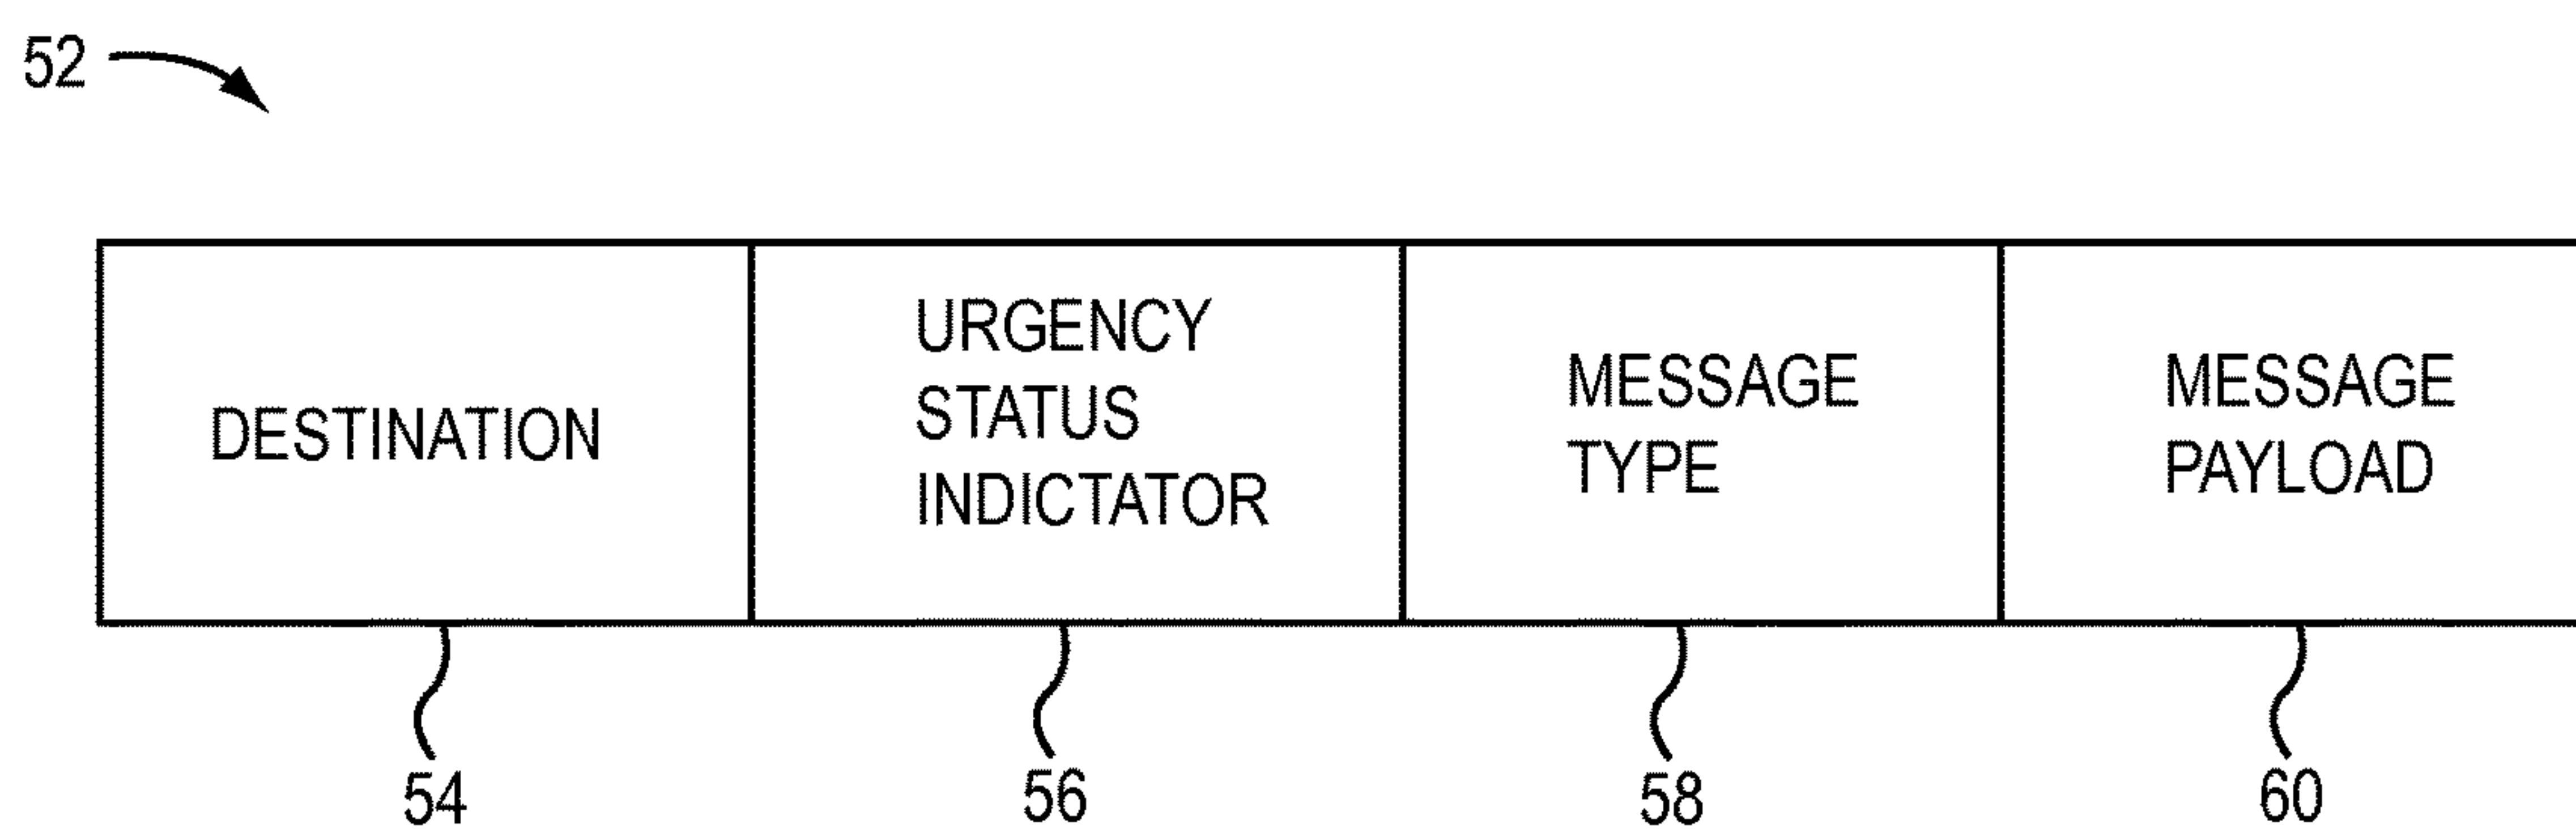 52
DESTINATION
URGENCY
STATUS
INDICTATOR
MESSAGE
TYPE
MESSAGE
PAYLOAD
54
56
58
60